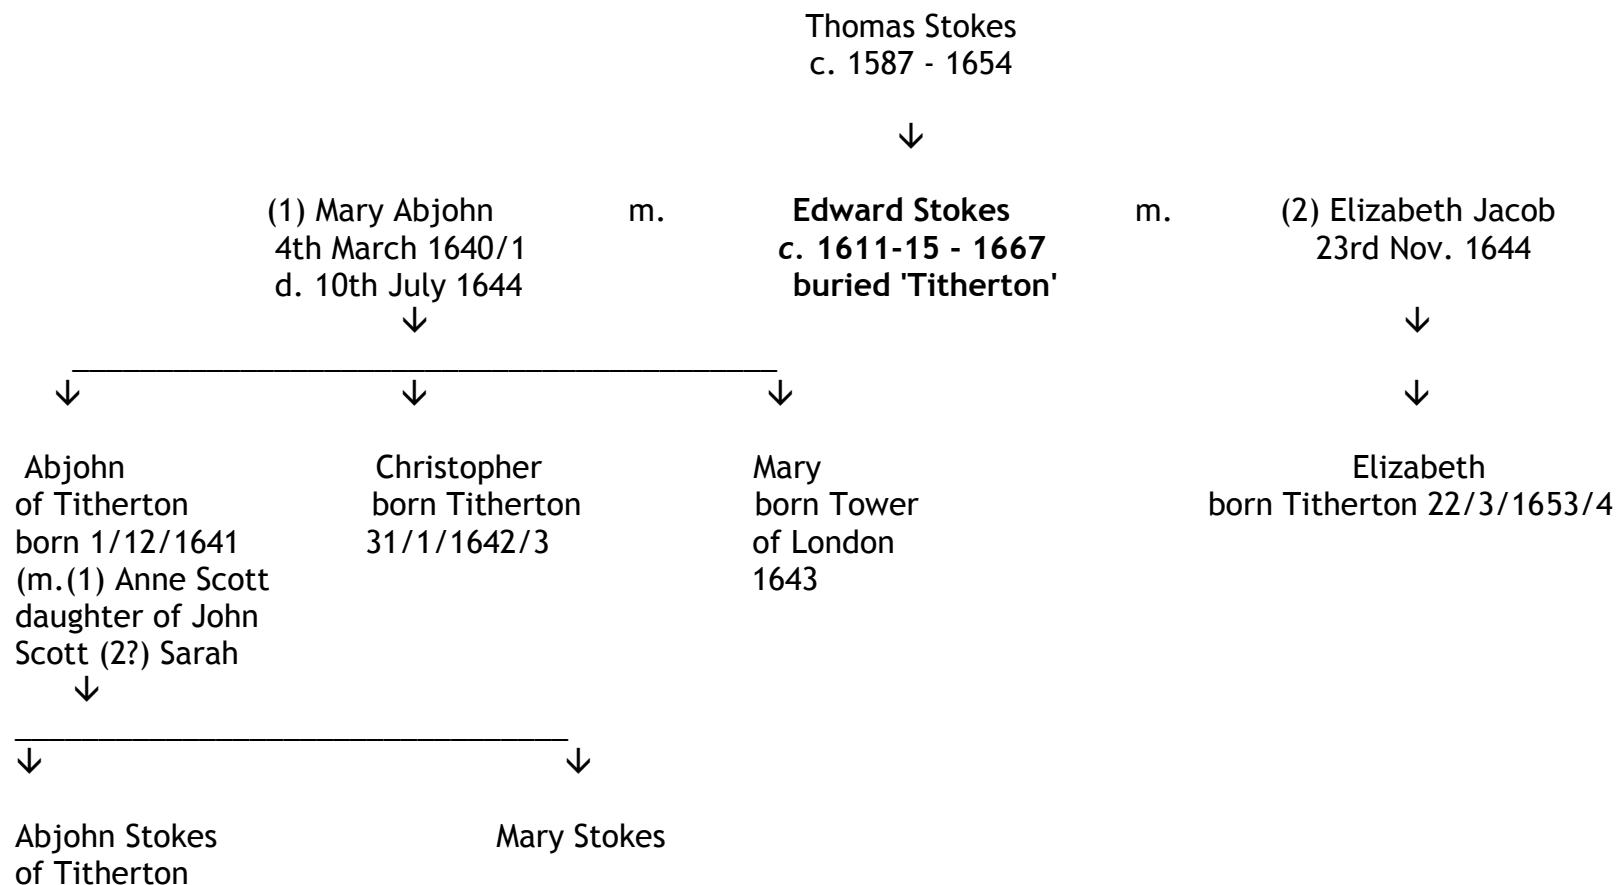 Thomas Stokes
c. 1587 - 1654
(1) Mary Abjohn m. Edward Stokes m. (2) Elizabeth Jacob
4th March 1640/1 c. 1611-15 - 1667 23rd Nov. 1644
d. 10th July 1644 buried 'Titherton'
Abjohn Christopher Mary Elizabeth
of Titherton born Titherton born Tower born Titherton 22/3/1653/4
born 1/12/1641 31/1/1642/3 of London
(m.(1) Anne Scott 1643
daughter of John
Scott (2?) Sarah
Abjohn Stokes Mary Stokes
of Titherton